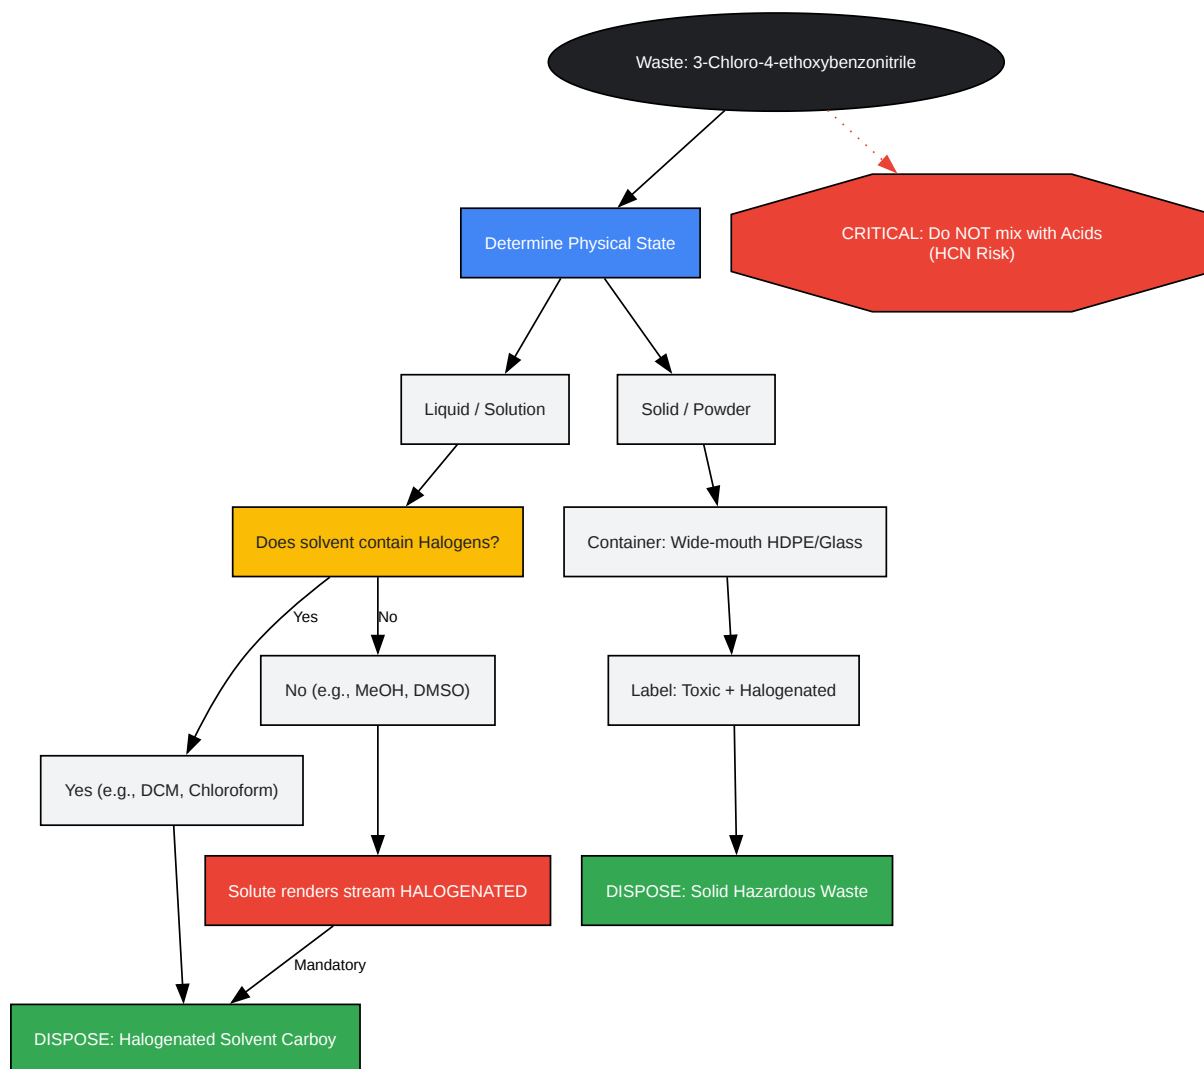 Waste: 3-Chloro-4-ethoxybenzonitrile
CRITICAL: Do NOT mix with Acids
(HCN Risk)
Determine Physical State
Liquid / Solution
Solid / Powder
Does solvent contain Halogens?
Container: Wide-mouth HDPE/Glass
Yes
No
No (e.g., MeOH, DMSO)
Label: Toxic + Halogenated
Yes (e.g., DCM, Chloroform)
Solute renders stream HALOGENATED
DISPOSE: Solid Hazardous Waste
Mandatory
DISPOSE: Halogenated Solvent Carboy